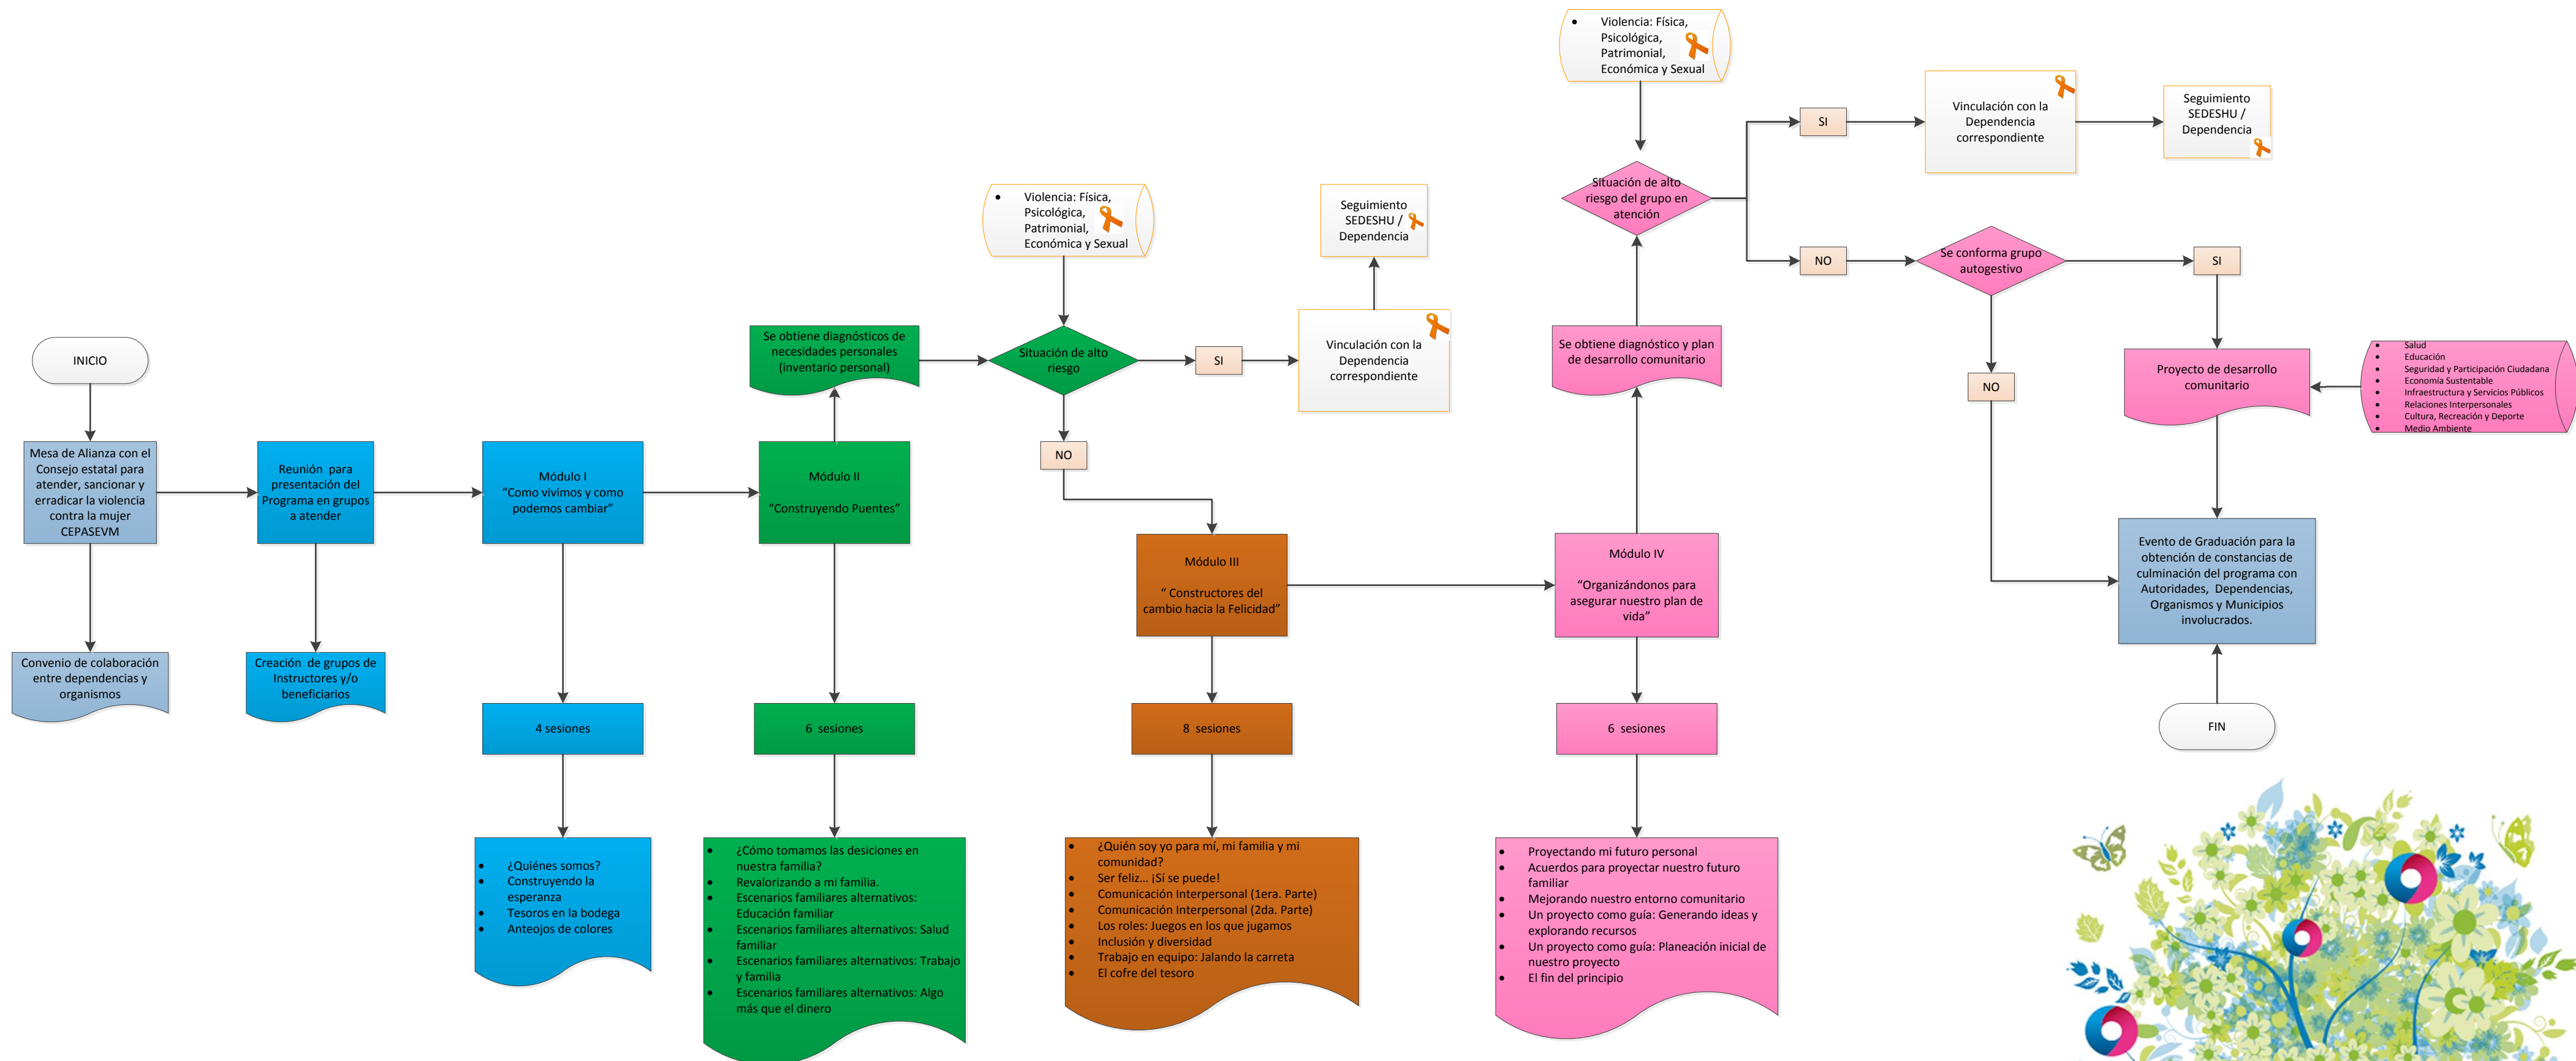 INICIO
Mesa de Alianza con el
Consejo estatal para
atender, sancionar y
erradicar la violencia
contra la mujer
CEPASEVM
Convenio de colaboración
entre dependencias y
organismos
Reunión para
presentación del
Programa en grupos
a atender
Creación de grupos de
Instructores y/o
beneficiarios
Módulo I
“Como vivimos y como
podemos cambiar”
4 sesiones
• ¿Quiénes somos?
• Construyendo la
esperanza
• Tesoros en la bodega
• Anteojos de colores
Se obtiene diagnósticos de
necesidades personales
(inventario personal)
Módulo II
“Construyendo Puentes”
6 sesiones
• ¿Cómo tomamos las desiciones en
nuestra familia?
• Revalorizando a mi familia.
• Escenarios familiares alternativos:
Educación familiar
• Escenarios familiares alternativos: Salud
familiar
• Escenarios familiares alternativos: Trabajo
y familia
• Escenarios familiares alternativos: Algo
más que el dinero
• Violencia: Física,
Psicológica,
Patrimonial,
Económica y Sexual
Situación de alto
riesgo
SI
Vinculación con la
Dependencia
correspondiente
Seguimiento
SEDESHU /
Dependencia
NO
Módulo III
“ Constructores del
cambio hacia la Felicidad”
8 sesiones
• ¿Quién soy yo para mí, mi familia y mi
comunidad?
• Ser feliz… ¡Sí se puede!
• Comunicación Interpersonal (1era. Parte)
• Comunicación Interpersonal (2da. Parte)
• Los roles: Juegos en los que jugamos
• Inclusión y diversidad
• Trabajo en equipo: Jalando la carreta
• El cofre del tesoro
Módulo IV
“Organizándonos para
asegurar nuestro plan de
vida”
6 sesiones
• Proyectando mi futuro personal
• Acuerdos para proyectar nuestro futuro
familiar
• Mejorando nuestro entorno comunitario
• Un proyecto como guía: Generando ideas y
explorando recursos
• Un proyecto como guía: Planeación inicial de
nuestro proyecto
• El fin del principio
Se obtiene diagnóstico y plan
de desarrollo comunitario
• Violencia: Física,
Psicológica,
Patrimonial,
Económica y Sexual
Situación de alto
riesgo del grupo en
atención
SI
Vinculación con la
Dependencia
correspondiente
Seguimiento
SEDESHU /
Dependencia
NO
Se conforma grupo
autogestivo
SI
NO
Proyecto de desarrollo
comunitario
• Salud
• Educación
• Seguridad y Participación Ciudadana
• Economía Sustentable
• Infraestructura y Servicios Públicos
• Relaciones Interpersonales
• Cultura, Recreación y Deporte
• Medio Ambiente
Evento de Graduación para la
obtención de constancias de
culminación del programa con
Autoridades, Dependencias,
Organismos y Municipios
involucrados.
FIN